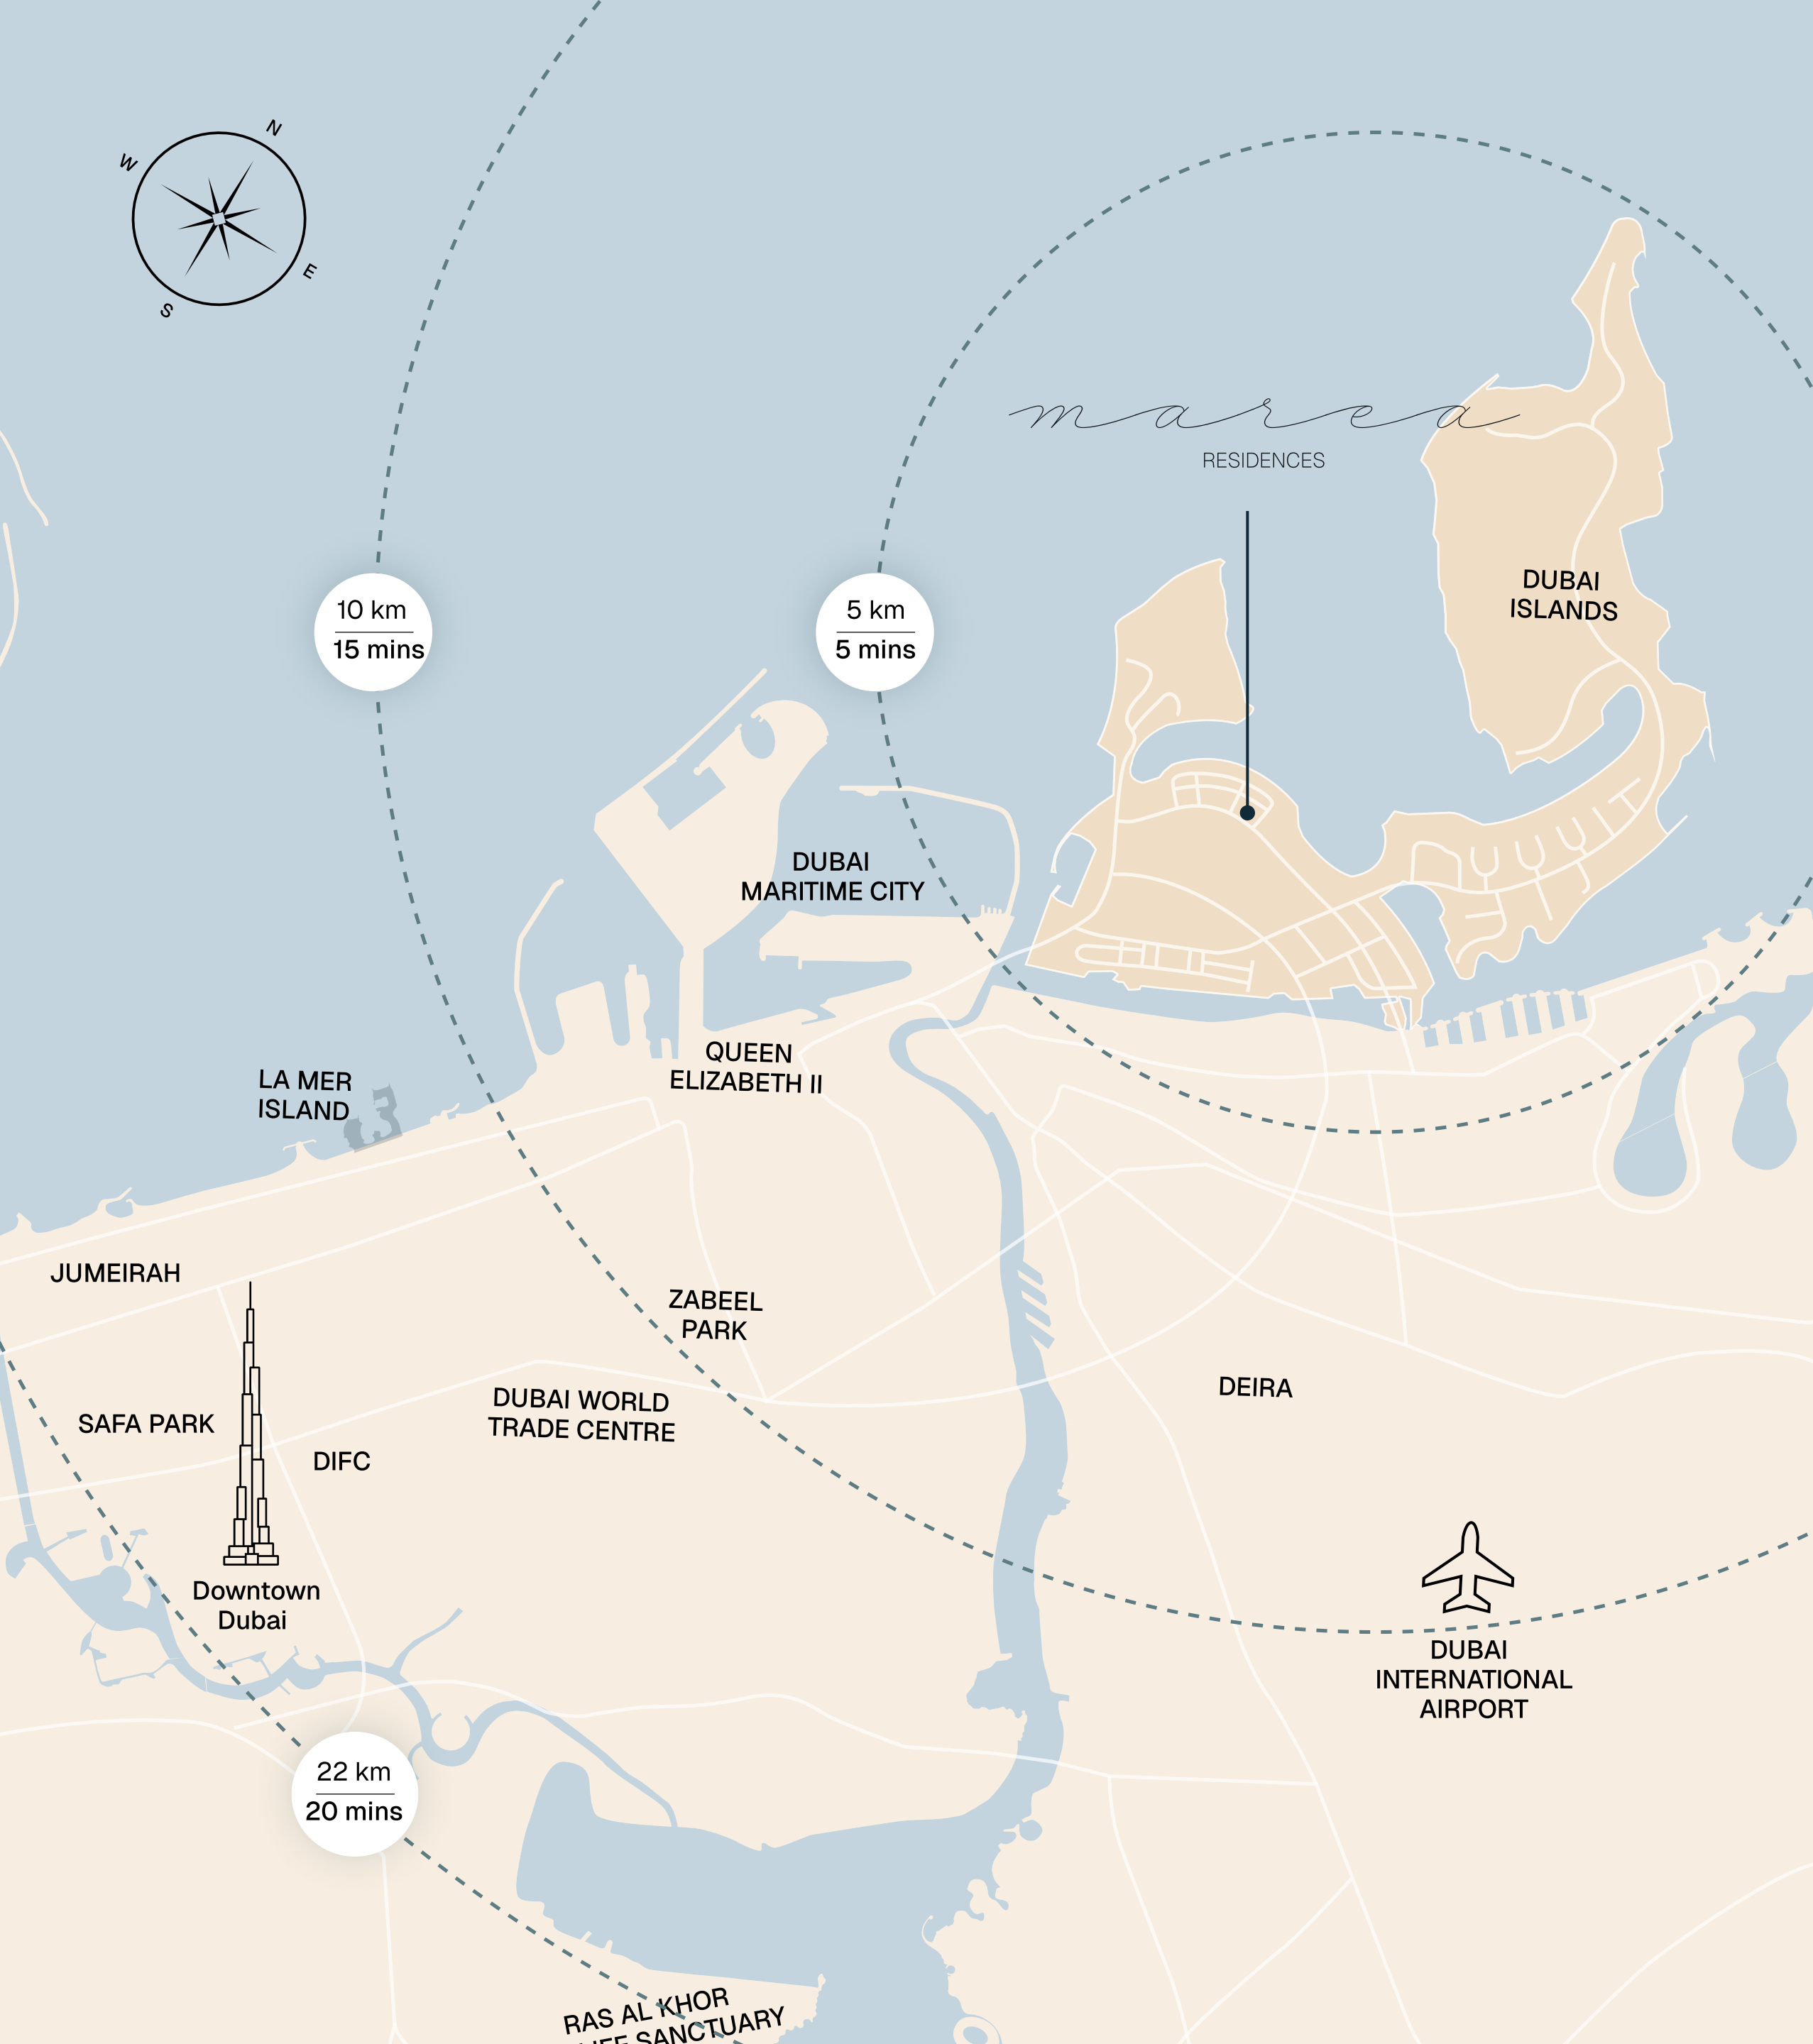 N
W
E
S
marea
RESIDENCES
DUBAI
ISLANDS
10 km
15 mins
5 km
5 mins
DUBAI
MARITIME CITY
QUEEN
ELIZABETH II
LA MER
ISLAND
JUMEIRAH
ZABEEL
PARK
DUBAI WORLD
TRADE CENTRE
DEIRA
SAFA PARK
DIFC
Downtown
Dubai
DUBAI
INTERNATIONAL
AIRPORT
22 km
20 mins
RAS AL KHOR
SANCTUARY